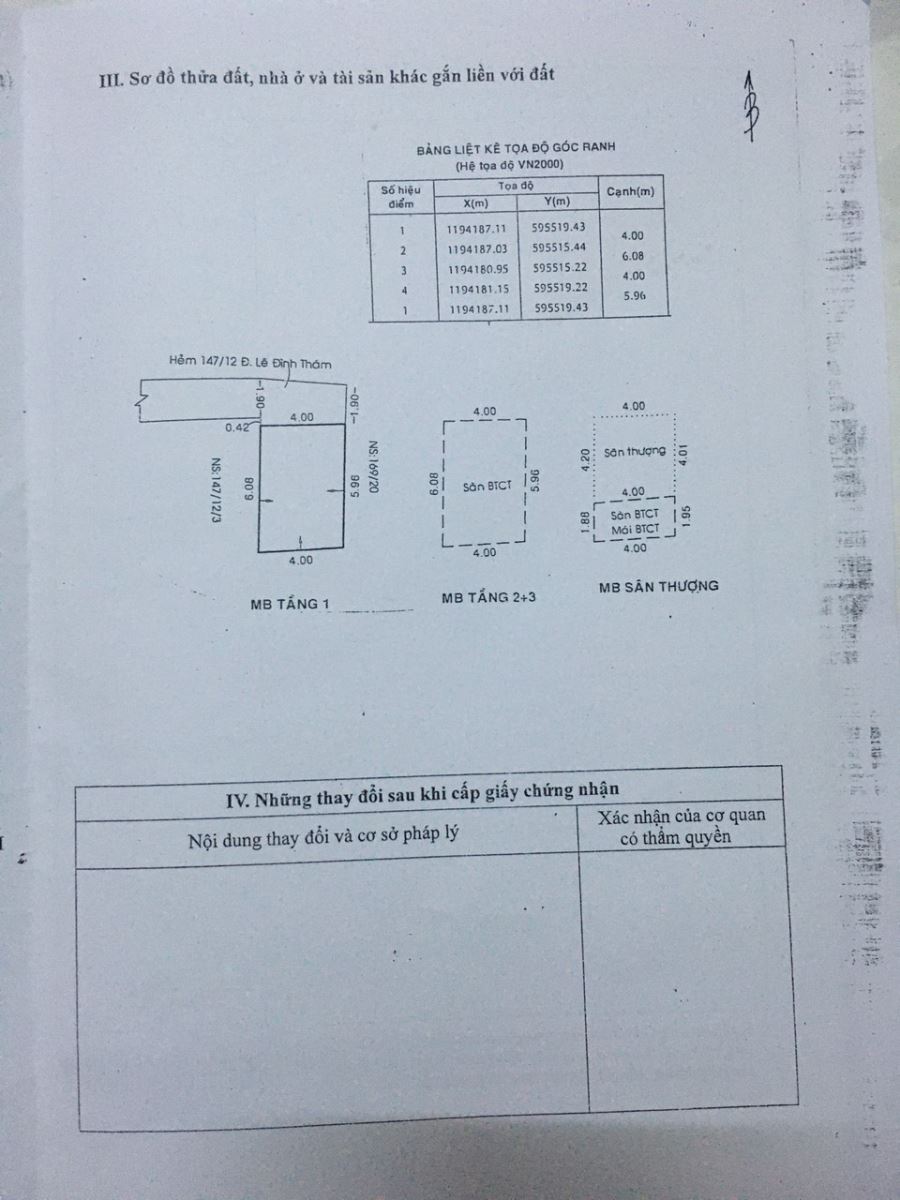 III. Sơ đồ thửa đất, nhà ở và tài sản khác gắn liền với đất
B
BẢNG LIỆT KÊ TỌA ĐỘ GÓC RANH
(Hệ tọa độ VN2000)
Số hiệu điểm Tọa độ Cạnh(m)
X(m) Y(m)
1 1194187.11 595519.43
4.00
2 1194187.03 595515.44
6.08
3 1194180.95 595515.22
4.00
4 1194181.15 595519.22
5.96
1 1194187.11 595519.43
Hẻm 147/12 Đ. Lê Đình Thám
1.90
1.90
4.00
0.42
NS:147/12/3
6.08
5.96
NS:169/20
4.00
MB TẦNG 1
4.00
6.08
Sàn BTCT
5.96
4.00
MB TẦNG 2+3
4.00
4.20
Sân thượng
4.01
4.00
1.88
Sàn BTCT
Mái BTCT
1.95
4.00
MB SÂN THƯỢNG
IV. Những thay đổi sau khi cấp giấy chứng nhận
Nội dung thay đổi và cơ sở pháp lý
Xác nhận của cơ quan
có thẩm quyền